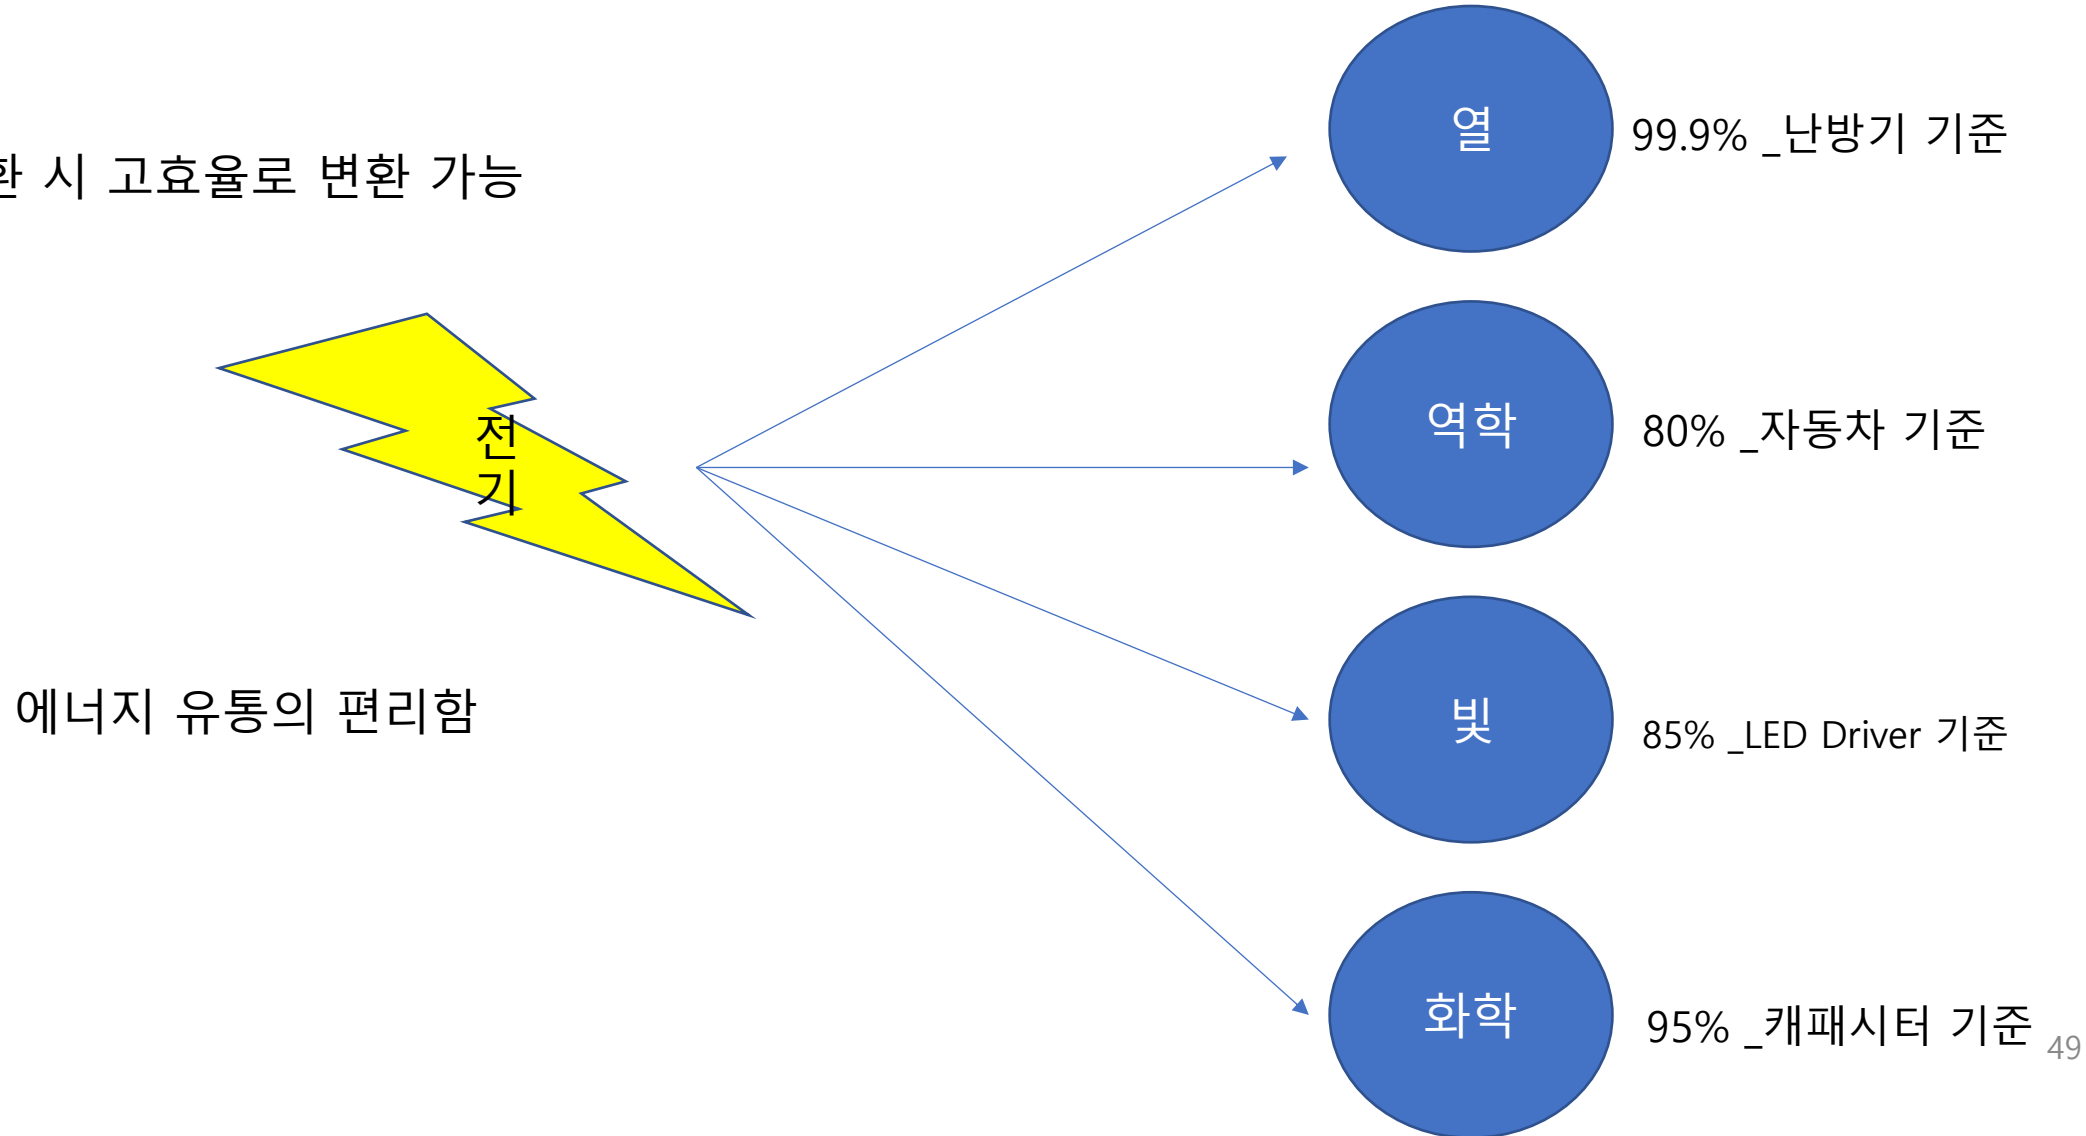 환 시 고효율로 변환 가능
전
기
에너지 유통의 편리함
열
99.9% _난방기 기준
역학
80% _자동차 기준
빛
85% _LED Driver 기준
화학
95% _캐패시터 기준
49